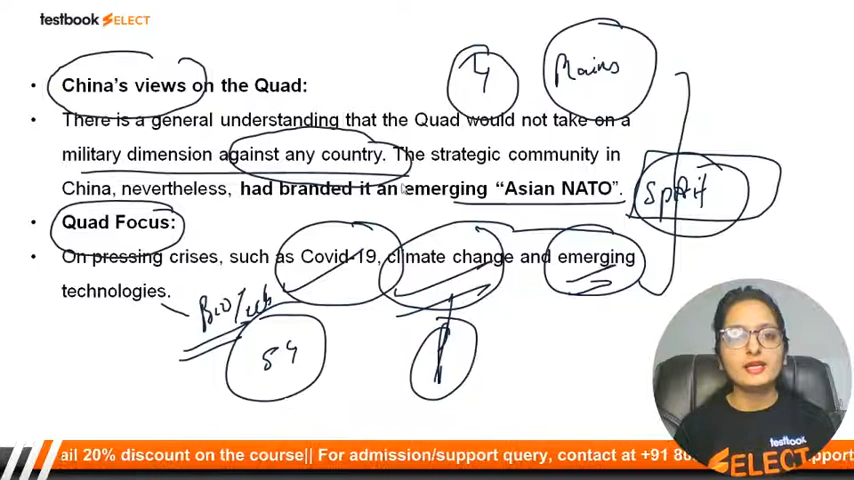 testbook SELECT
• China's views on the Quad:
• There is a general understanding that the Quad would not take on a
military dimension against any country. The strategic community in
China, nevertheless, had branded it an emerging “Asian NATO”.
• Quad Focus:
• On pressing crises, such as Covid-19, climate change and emerging
technologies.
4
Mains
Spirit
Bio/tech
testbook
SELECT
ail 20% discount on the course|| For admission/support query, contact at +91 8
pport